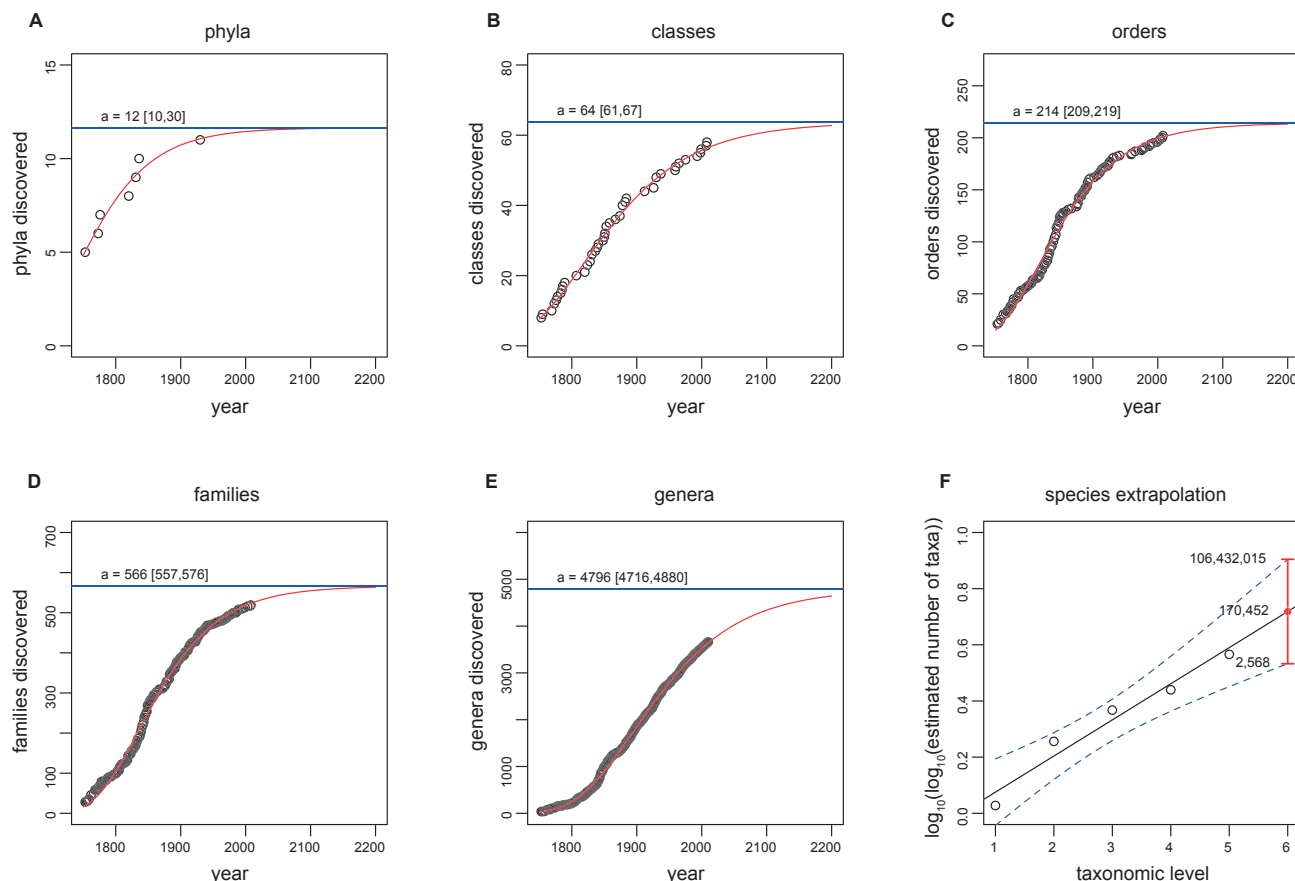 A
phyla
15
10
5
0
a = 12 [10,30]
phyla discovered
1800 1900 2000 2100 2200
year
B
classes
80
60
40
20
0
a = 64 [61,67]
classes discovered
1800 1900 2000 2100 2200
year
C
orders
250
200
150
100
50
0
a = 214 [209,219]
orders discovered
1800 1900 2000 2100 2200
year
D
families
700
500
300
100
0
a = 566 [557,576]
families discovered
1800 1900 2000 2100 2200
year
E
genera
5000
3000
1000
0
a = 4796 [4716,4880]
genera discovered
1800 1900 2000 2100 2200
year
F
species extrapolation
1.0
0.8
0.6
0.4
0.2
0.0
106,432,015
170,452
2,568
log₁₀(log₁₀(estimated number of taxa))
1 2 3 4 5 6
taxonomic level